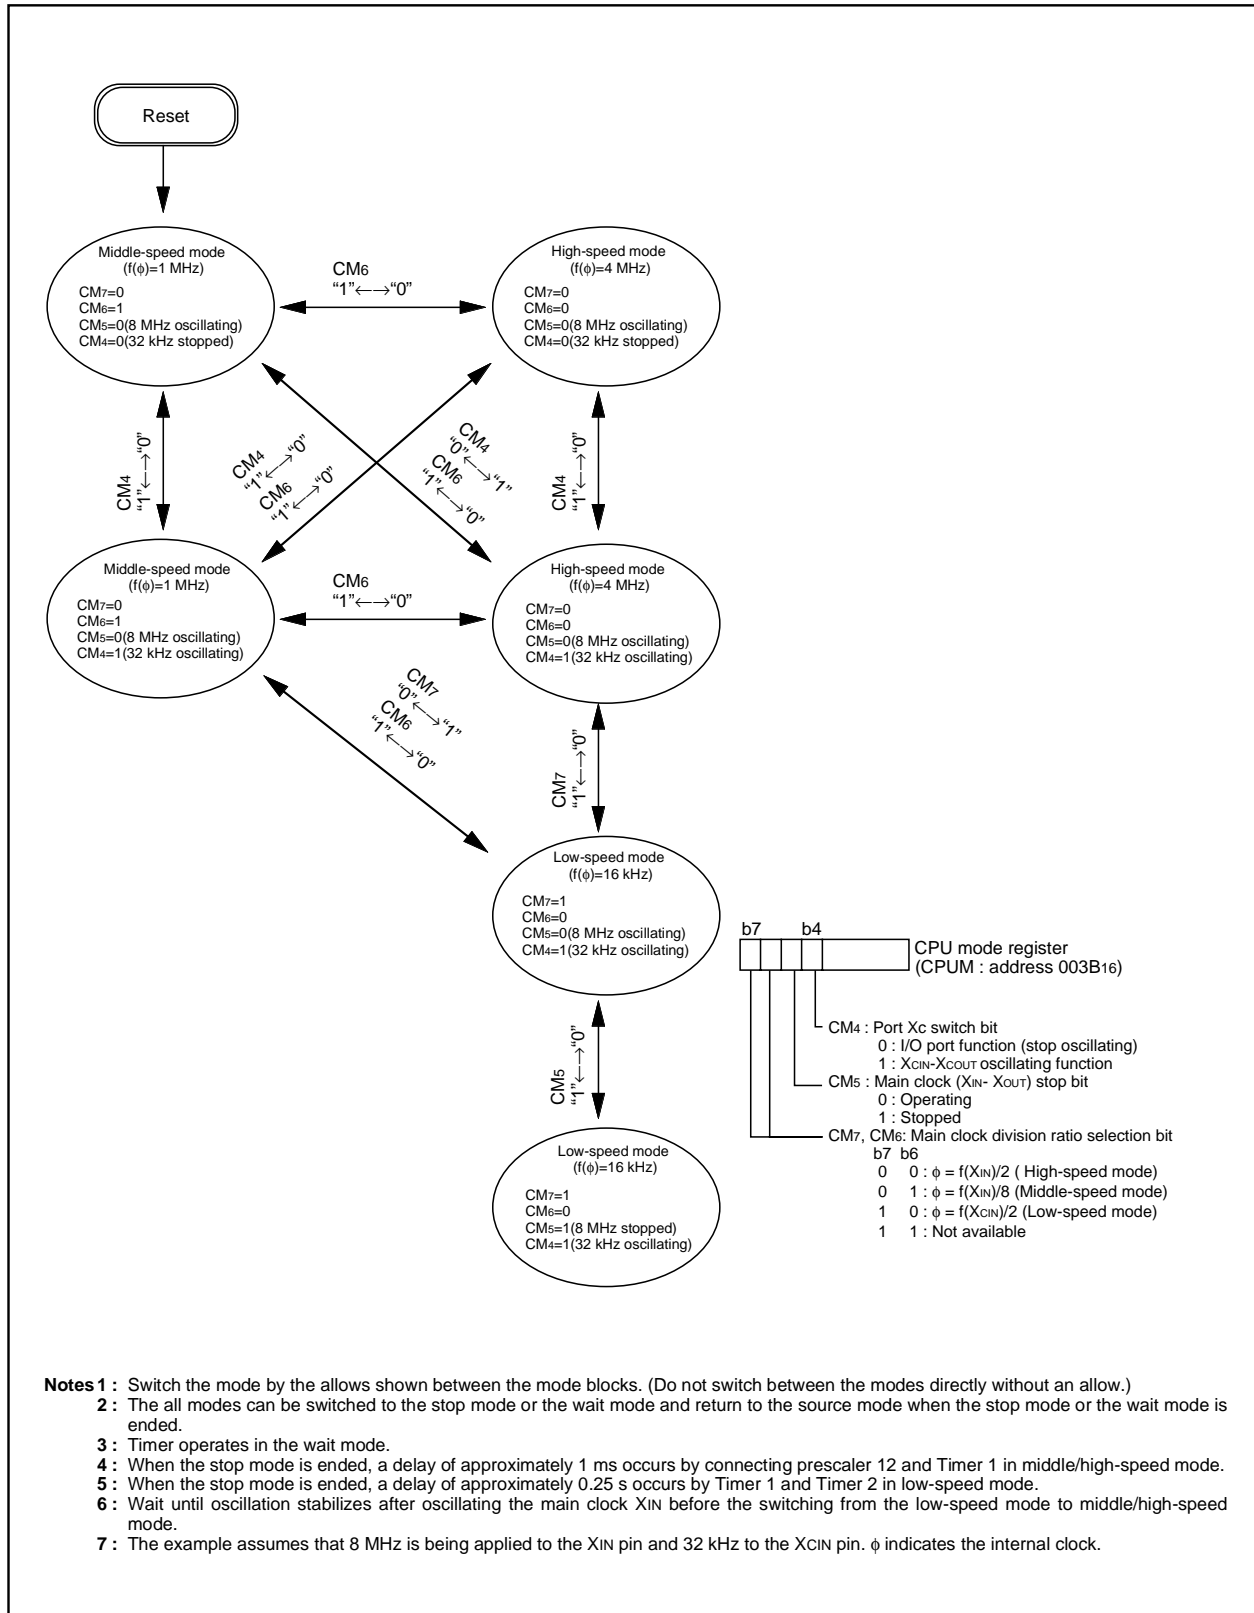 Reset
Middle-speed mode
(f(ϕ)=1 MHz)
CM7=0
CM6=1
CM5=0(8 MHz oscillating)
CM4=0(32 kHz stopped)
CM6
“1”←→“0”
High-speed mode
(f(ϕ)=4 MHz)
CM7=0
CM6=0
CM5=0(8 MHz oscillating)
CM4=0(32 kHz stopped)
CM4
“1”←→“0”
CM4
“1”←→“0”
CM6
“1”←→“0”
CM4
“0”←→“1”
CM6
“1”←→“0”
CM4
“1”←→“0”
Middle-speed mode
(f(ϕ)=1 MHz)
CM7=0
CM6=1
CM5=0(8 MHz oscillating)
CM4=1(32 kHz oscillating)
CM6
“1”←→“0”
High-speed mode
(f(ϕ)=4 MHz)
CM7=0
CM6=0
CM5=0(8 MHz oscillating)
CM4=1(32 kHz oscillating)
CM7
“0”←→“1”
CM6
“1”←→“0”
CM7
“1”←→“0”
Low-speed mode
(f(ϕ)=16 kHz)
CM7=1
CM6=0
CM5=0(8 MHz oscillating)
CM4=1(32 kHz oscillating)
CM5
“1”←→“0”
Low-speed mode
(f(ϕ)=16 kHz)
CM7=1
CM6=0
CM5=1(8 MHz stopped)
CM4=1(32 kHz oscillating)
b7 b4
CPU mode register
(CPUM : address 003B16)
CM4 : Port Xc switch bit
0 : I/O port function (stop oscillating)
1 : XCIN-XCOUT oscillating function
CM5 : Main clock (XIN- XOUT) stop bit
0 : Operating
1 : Stopped
CM7, CM6: Main clock division ratio selection bit
b7 b6
0 0 : ϕ = f(XIN)/2 ( High-speed mode)
0 1 : ϕ = f(XIN)/8 (Middle-speed mode)
1 0 : ϕ = f(XCIN)/2 (Low-speed mode)
1 1 : Not available
Notes 1 : Switch the mode by the allows shown between the mode blocks. (Do not switch between the modes directly without an allow.)
2 : The all modes can be switched to the stop mode or the wait mode and return to the source mode when the stop mode or the wait mode is
ended.
3 : Timer operates in the wait mode.
4 : When the stop mode is ended, a delay of approximately 1 ms occurs by connecting prescaler 12 and Timer 1 in middle/high-speed mode.
5 : When the stop mode is ended, a delay of approximately 0.25 s occurs by Timer 1 and Timer 2 in low-speed mode.
6 : Wait until oscillation stabilizes after oscillating the main clock XIN before the switching from the low-speed mode to middle/high-speed
mode.
7 : The example assumes that 8 MHz is being applied to the XIN pin and 32 kHz to the XCIN pin. ϕ indicates the internal clock.